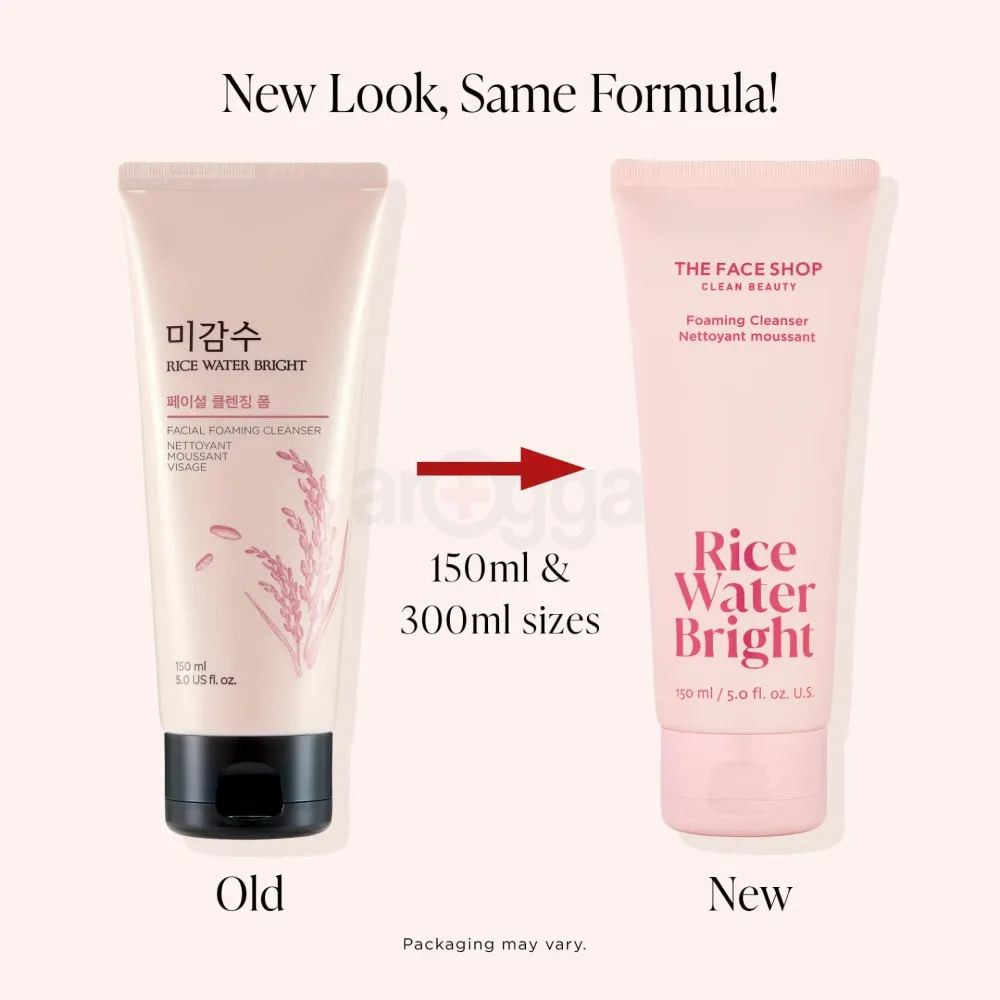 New Look, Same Formula!
미감수
RICE WATER BRIGHT
페이셜 클렌징 폼
FACIAL FOAMING CLEANSER
NETTOYANT
MOUSSANT
VISAGE
150 ml
5.0 US fl. oz.
Old
arogga
150ml &
300ml sizes
THE FACE SHOP
CLEAN BEAUTY
Foaming Cleanser
Nettoyant moussant
Rice
Water
Bright
150 ml / 5.0 fl. oz. U.S.
New
Packaging may vary.